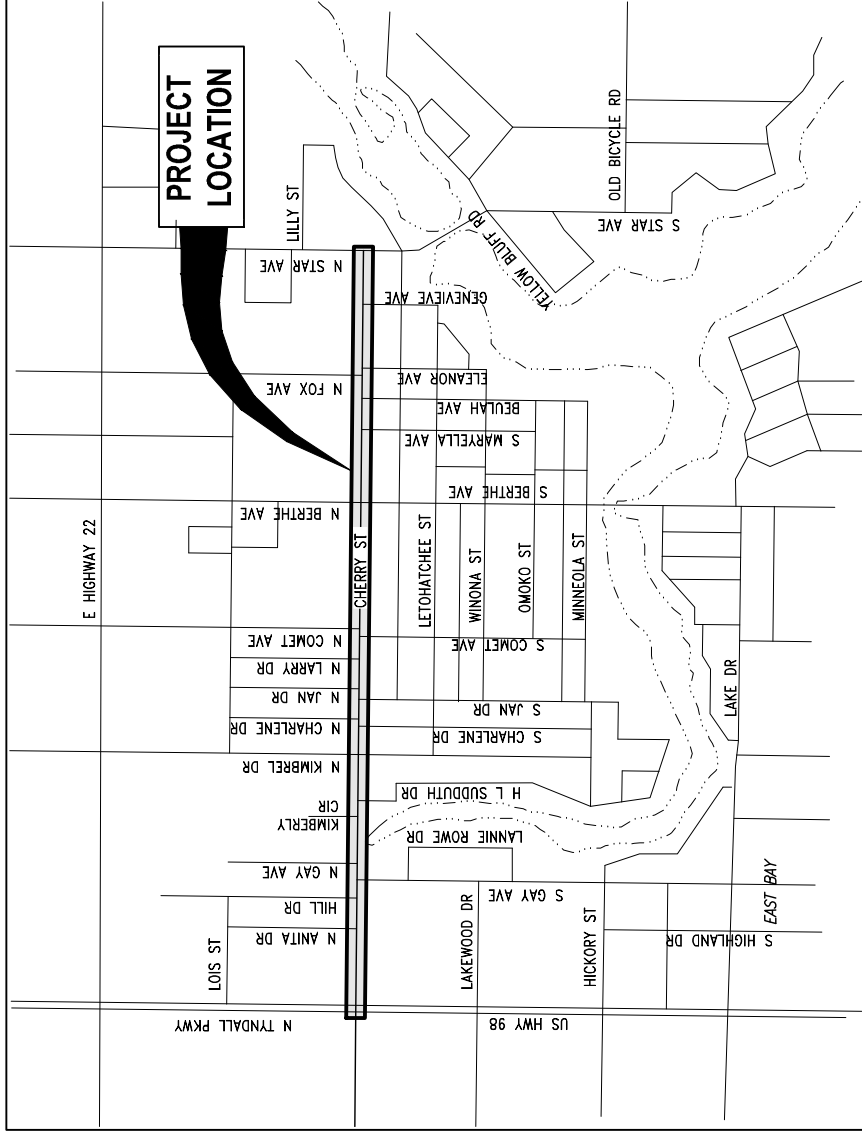 PROJECT
LOCATION
E HIGHWAY 22
LILLY ST
N STAR AVE
OLD BICYCLE RD
S STAR AVE
YELLOW BLUFF RD
GENEVIEVE AVE
N FOX AVE
ELEANOR AVE
BEULAH AVE
S MARYELLA AVE
S BERTHE AVE
N BERTHE AVE
CHERRY ST
LETOHATCHEE ST
WINONA ST
OMOKO ST
MINNEOLA ST
N COMET AVE
S COMET AVE
N LARRY DR
N JAN DR
S JAN DR
N CHARLENE DR
S CHARLENE DR
N KIMBREL DR
LAKE DR
H L SUDDUTH DR
KIMBERLY
CIR
LANNIE ROWE DR
N GAY AVE
S GAY AVE
HILL DR
N ANITA DR
LOIS ST
LAKEWOOD DR
HICKORY ST
EAST BAY
S HIGHLAND DR
N TYNDALL PKWY
US HWY 98